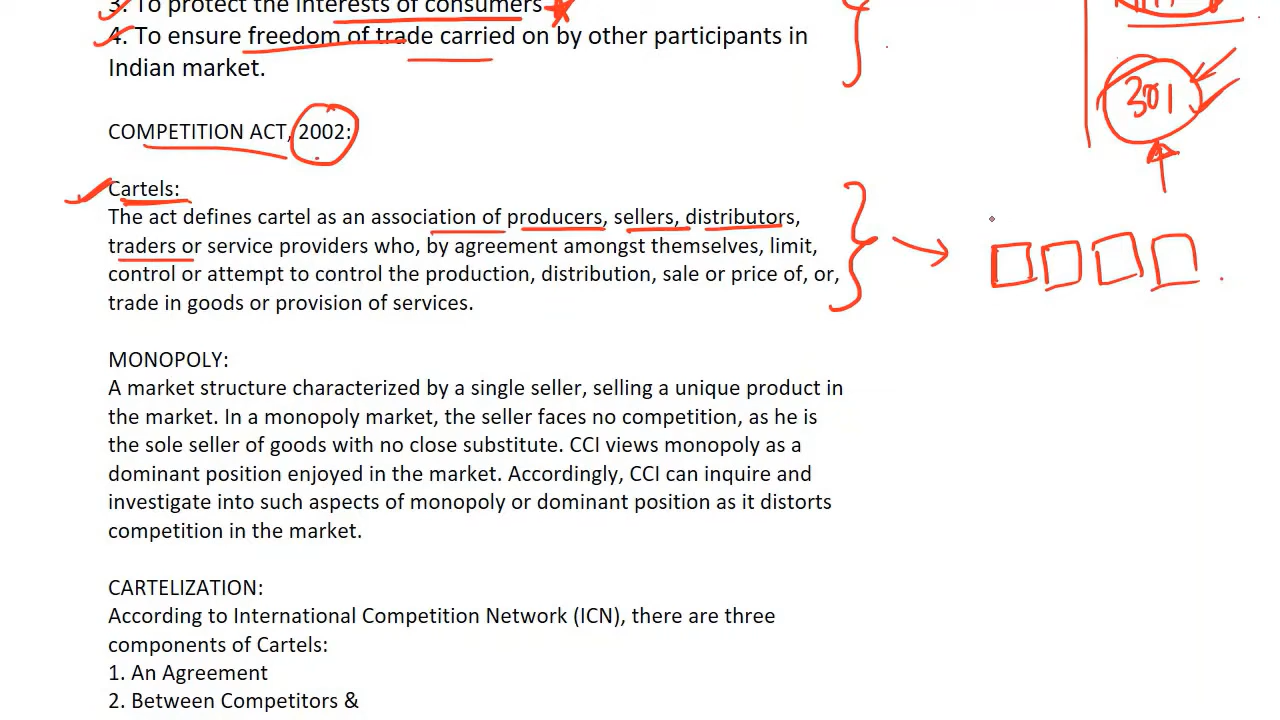 3. To protect the interests of consumers
4. To ensure freedom of trade carried on by other participants in
Indian market.
301
COMPETITION ACT, 2002:
Cartels:
The act defines cartel as an association of producers, sellers, distributors,
traders or service providers who, by agreement amongst themselves, limit,
control or attempt to control the production, distribution, sale or price of, or,
trade in goods or provision of services.
MONOPOLY:
A market structure characterized by a single seller, selling a unique product in
the market. In a monopoly market, the seller faces no competition, as he is
the sole seller of goods with no close substitute. CCI views monopoly as a
dominant position enjoyed in the market. Accordingly, CCI can inquire and
investigate into such aspects of monopoly or dominant position as it distorts
competition in the market.
CARTELIZATION:
According to International Competition Network (ICN), there are three
components of Cartels:
1. An Agreement
2. Between Competitors &